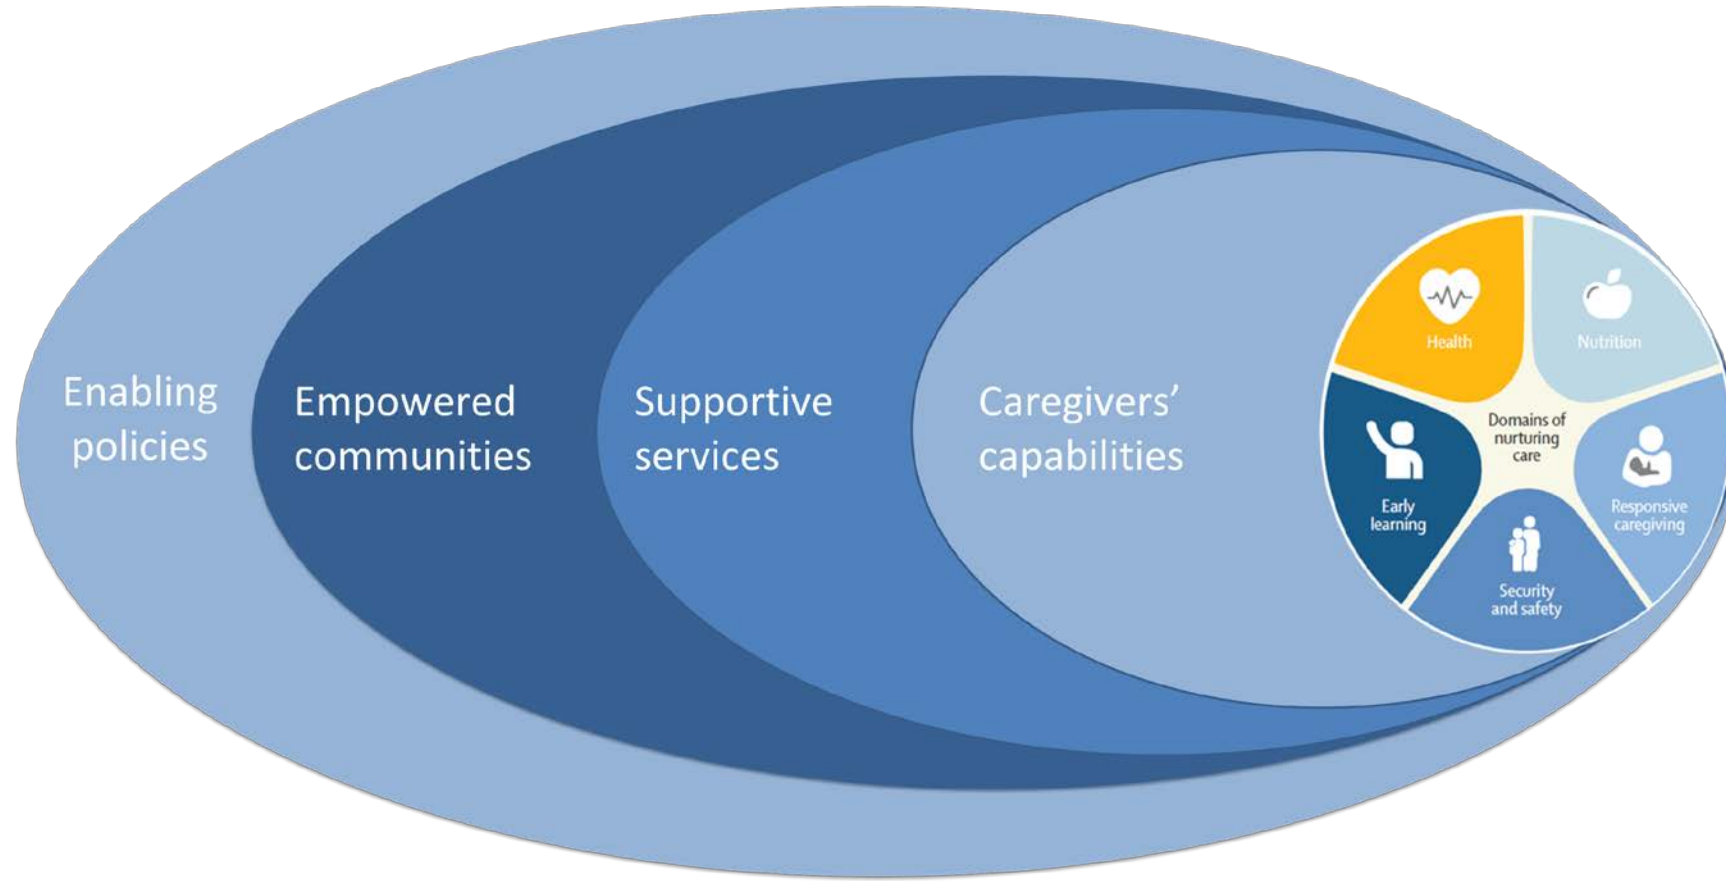 Enabling
policies
Empowered
communities
Supportive
services
Caregivers’
capabilities
Health
Nutrition
Domains of
nurturing
care
Early
learning
Responsive
caregiving
Security
and safety